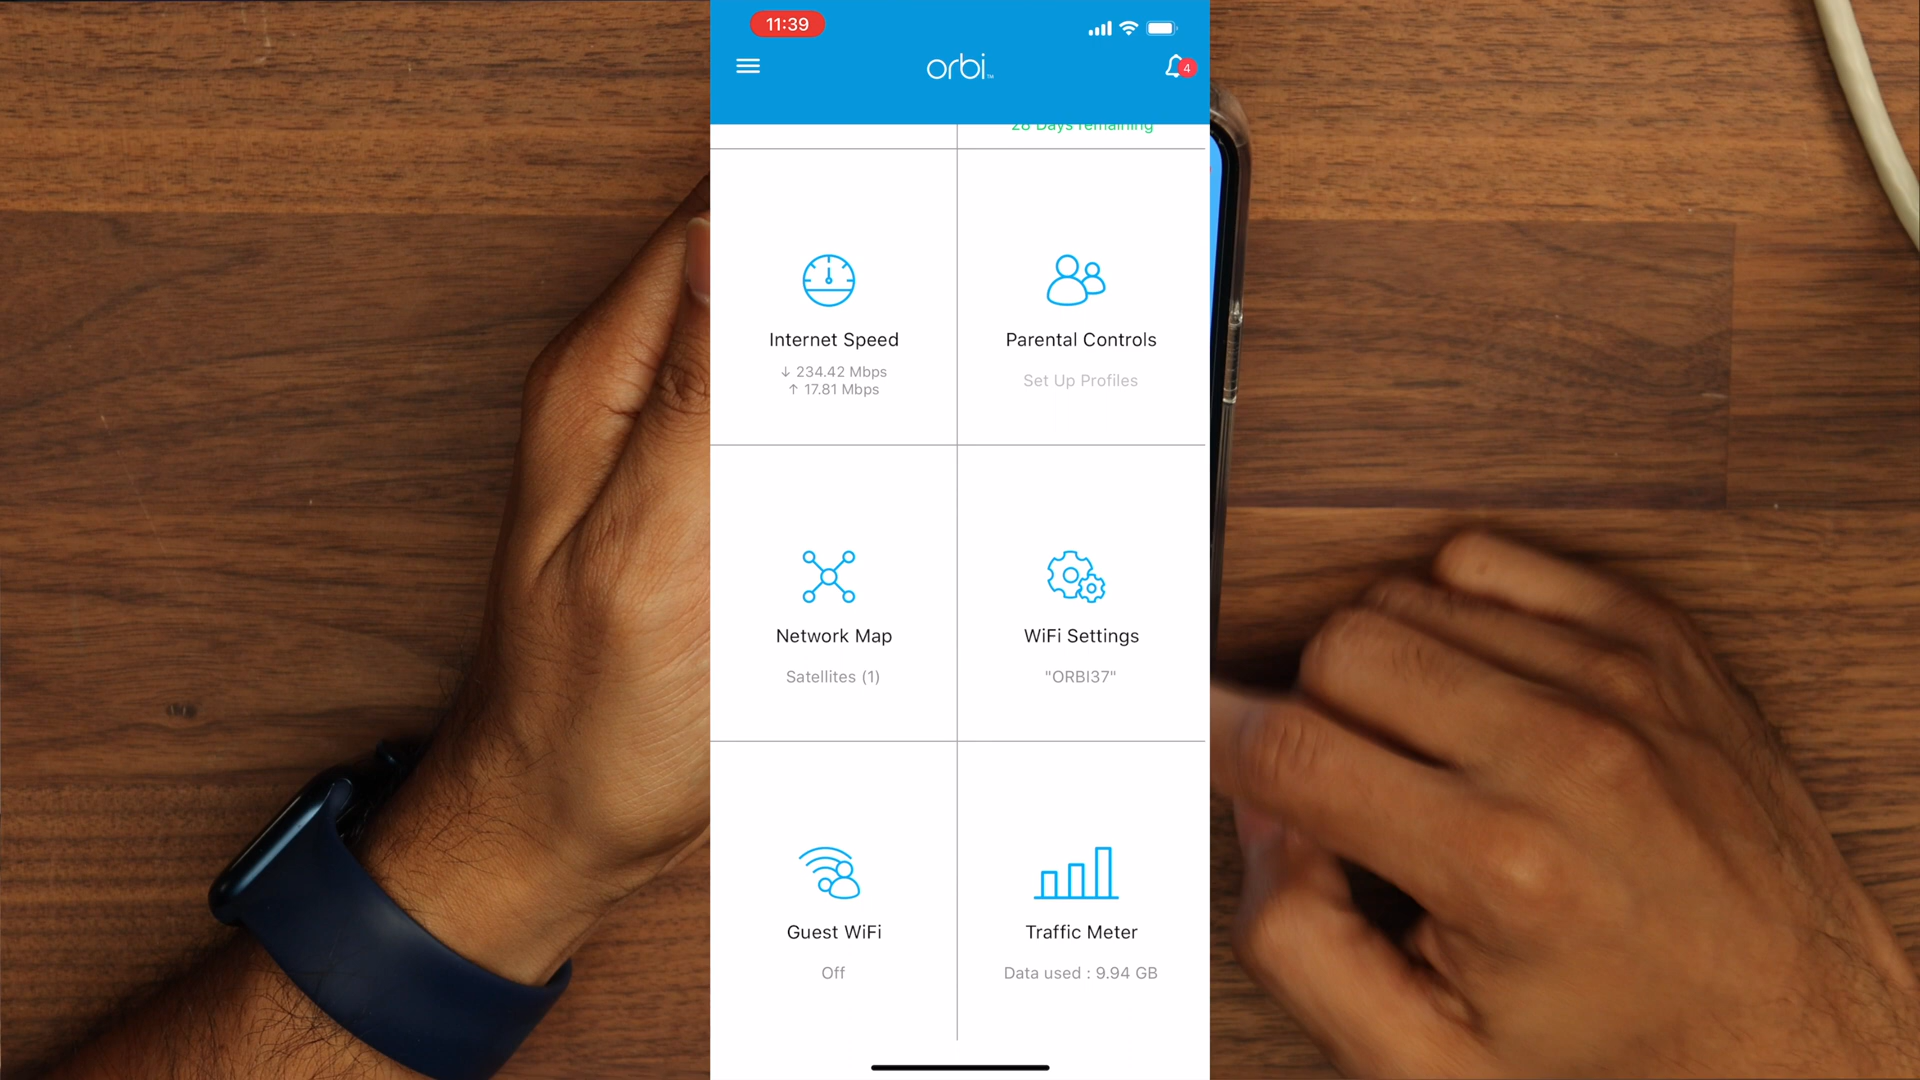 11:39
orbi™
4
28 Days remaining
Internet Speed
↓ 234.42 Mbps
↑ 17.81 Mbps
Parental Controls
Set Up Profiles
Network Map
Satellites (1)
WiFi Settings
"ORBI37"
Guest WiFi
Off
Traffic Meter
Data used : 9.94 GB